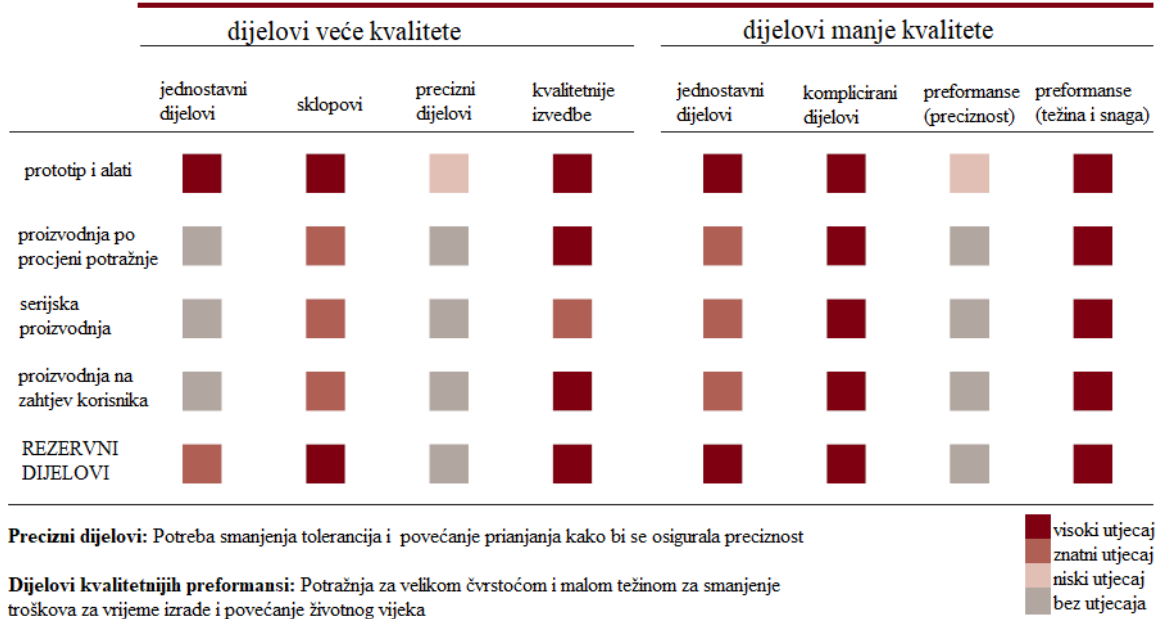 dijelovi veće kvalitete
dijelovi manje kvalitete
jednostavni
dijelovi
sklopovi
precizni
dijelovi
kvalitetnije
izvedbe
jednostavni
dijelovi
komplicirani
dijelovi
preformanse
(preciznost)
preformanse
(težina i snaga)
prototip i alati
proizvodnja po
procjeni potražnje
serijska
proizvodnja
proizvodnja na
zahtjev korisnika
REZERVNI
DIJELOVI
Precizni dijelovi: Potreba smanjenja tolerancija i povećanje prianjanja kako bi se osigurala preciznost
Dijelovi kvalitetnijih preformansi: Potražnja za velikom čvrstoćom i malom težinom za smanjenje
troškova za vrijeme izrade i povećanje životnog vijeka
visoki utjecaj
znatni utjecaj
niski utjecaj
bez utjecaja